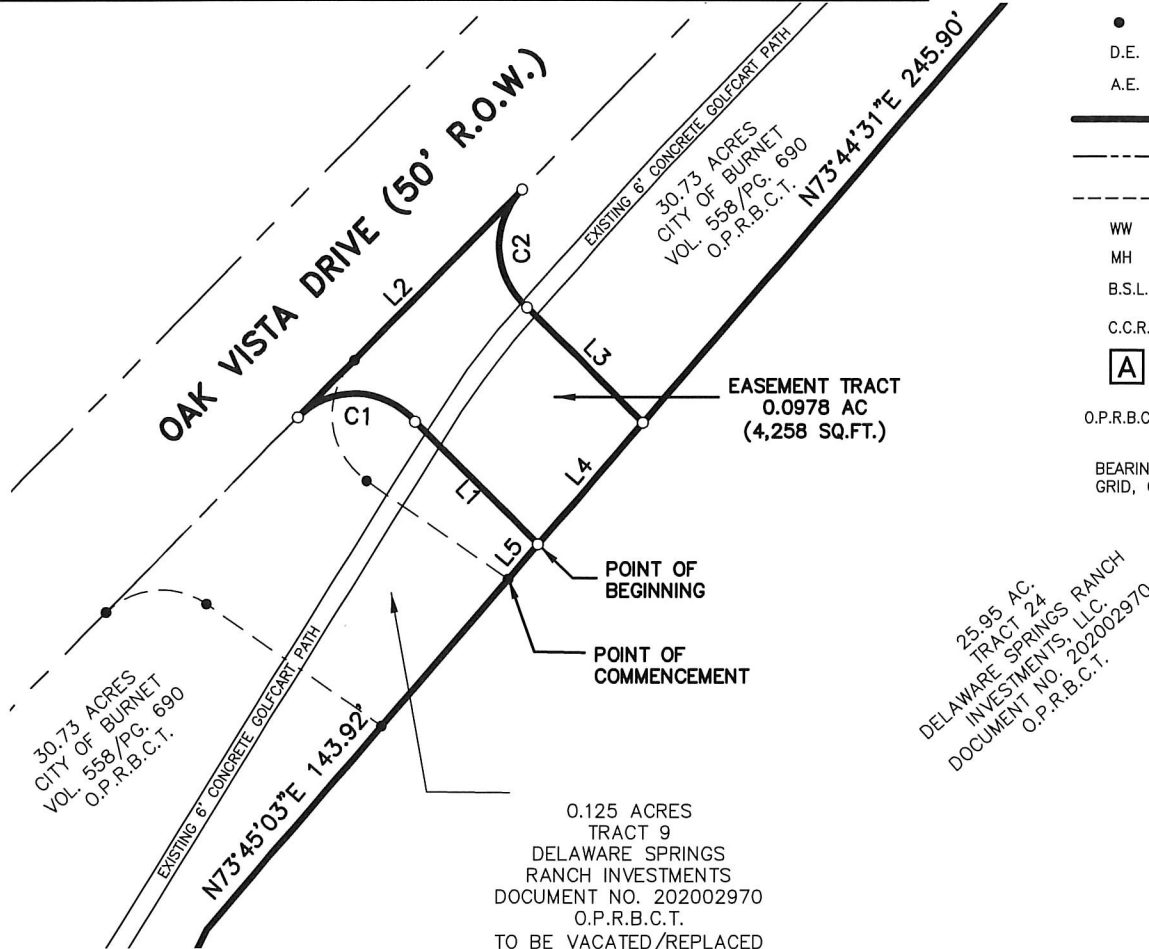 OAK VISTA DRIVE (50' R.O.W.)
EXISTING 6' CONCRETE GOLFCART PATH
30.73 ACRES
CITY OF BURNET
VOL. 558/PG. 690
O.P.R.B.C.T.
N73°44'31"E 245.90'
C2
L2
L3
C1
L1
L4
L5
EASEMENT TRACT
0.0978 AC
(4,258 SQ.FT.)
POINT OF
BEGINNING
POINT OF
COMMENCEMENT
30.73 ACRES
CITY OF BURNET
VOL. 558/PG. 690
O.P.R.B.C.T.
EXISTING 6' CONCRETE GOLFCART PATH
N73°45'03"E 143.92'
0.125 ACRES
TRACT 9
DELAWARE SPRINGS
RANCH INVESTMENTS
DOCUMENT NO. 202002970
O.P.R.B.C.T.
TO BE VACATED/REPLACED
25.95 AC.
TRACT 24
DELAWARE SPRINGS RANCH
INVESTMENTS, LLC.
DOCUMENT NO. 202002970
O.P.R.B.C.T.
D.E.
A.E.
WW
MH
B.S.L.
C.C.R.
A
O.P.R.B.C
BEARIN
GRID,